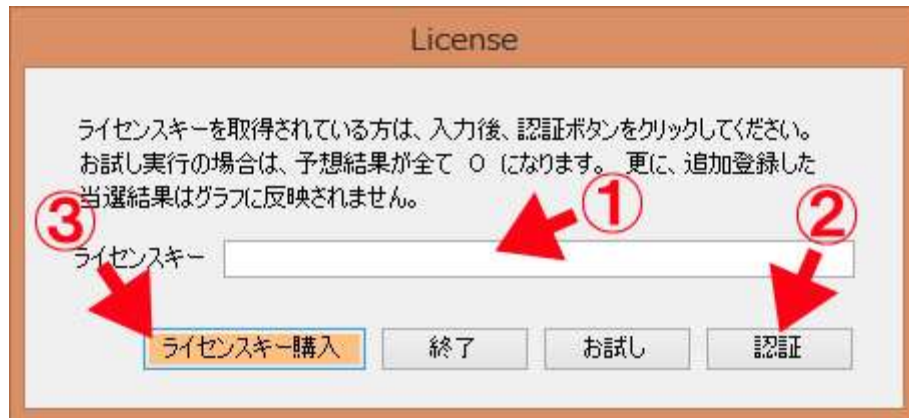 License
ライセンスキーを取得されている方は、入力後、認証ボタンをクリックしてください。
お試し実行の場合は、予想結果が全て 0 になります。 更に、追加登録した
当選結果はグラフに反映されません。
①
②
③
ライセンスキー
ライセンスキー購入 終了 お試し 認証